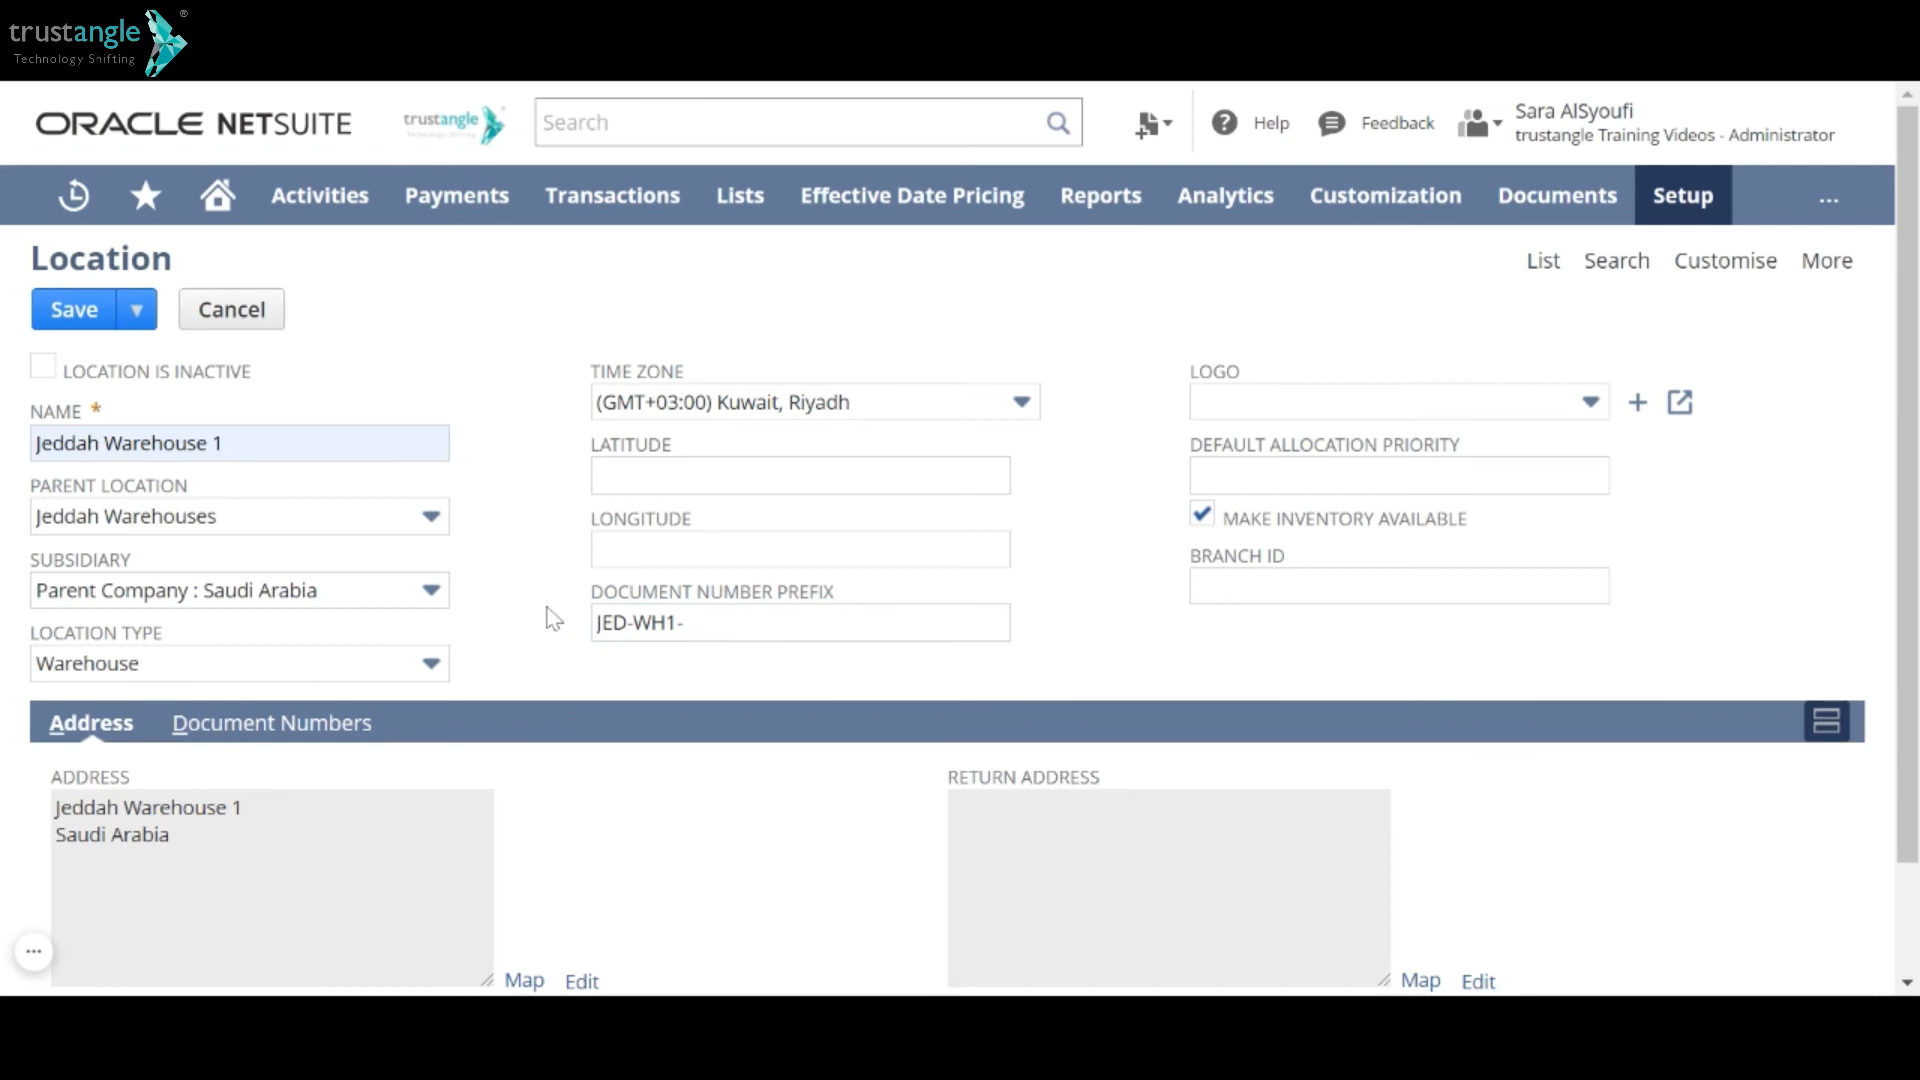 trustangle ®
Technology Shifting
ORACLE NETSUITE
trustangle
Search
Help
Feedback
Sara AlSyoufi
trustangle Training Videos - Administrator
Activities Payments Transactions Lists Effective Date Pricing Reports Analytics Customization Documents Setup ...
Location
List Search Customise More
Save Cancel
LOCATION IS INACTIVE
NAME *
Jeddah Warehouse 1
PARENT LOCATION
Jeddah Warehouses
SUBSIDIARY
Parent Company : Saudi Arabia
LOCATION TYPE
Warehouse
TIME ZONE
(GMT+03:00) Kuwait, Riyadh
LATITUDE
LONGITUDE
DOCUMENT NUMBER PREFIX
JED-WH1-
LOGO
DEFAULT ALLOCATION PRIORITY
MAKE INVENTORY AVAILABLE
BRANCH ID
Address Document Numbers
ADDRESS
Jeddah Warehouse 1
Saudi Arabia
Map Edit
RETURN ADDRESS
Map Edit